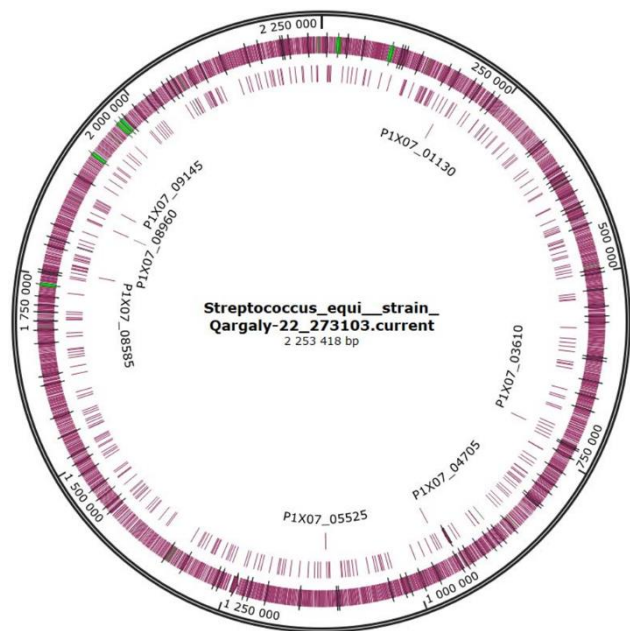 2 250 000
250 000
500 000
750 000
1 000 000
1 250 000
1 500 000
1 750 000
2 000 000
P1X07_01130
P1X07_03610
P1X07_04705
P1X07_05525
P1X07_08585
P1X07_08960
P1X07_09145
Streptococcus_equi__strain_
Qargaly-22_273103.current
2 253 418 bp